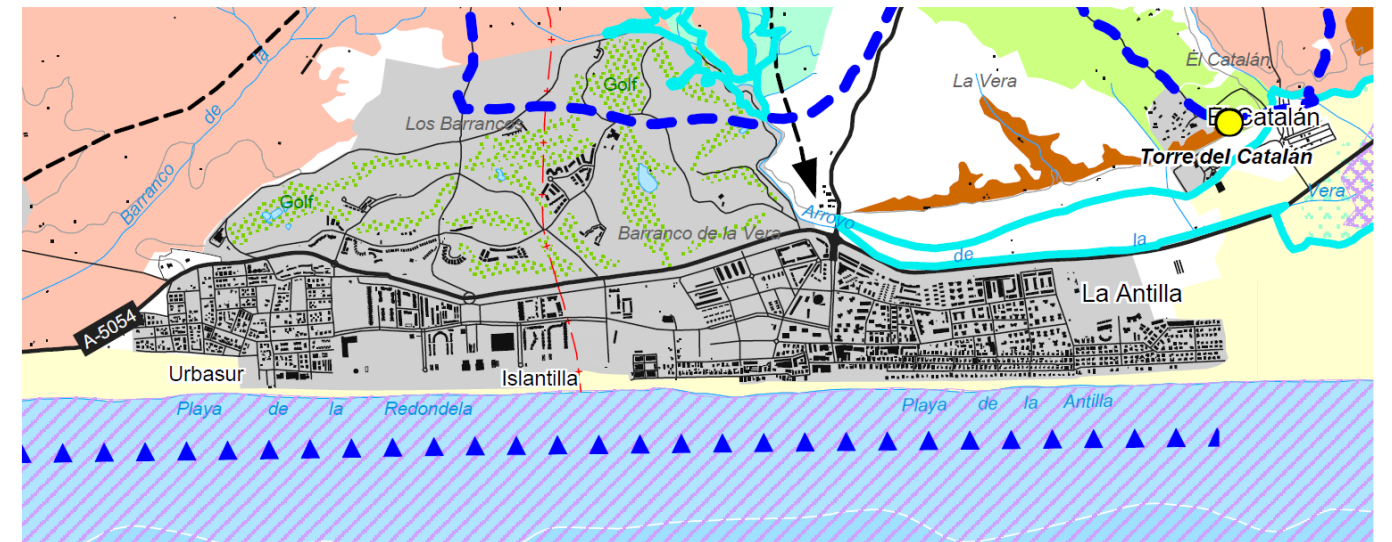 El Catalán
Golf
La Vera
la
de
Los Barrancos
El Catalán
Torre del Catalán
Barranco
Golf
Arroyo
Vera
Barranco de la Vera
de
la
La Antilla
A-5054
Urbasur
Islantilla
Playa de la Redondela
Playa de la Antilla